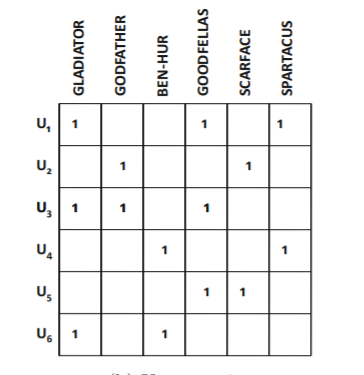 GLADIATOR GODFATHER BEN-HUR GOODFELLAS SCARFACE SPARTACUS
U1 1 1 1
U2 1 1
U3 1 1 1
U4 1 1
U5 1 1
U6 1 1